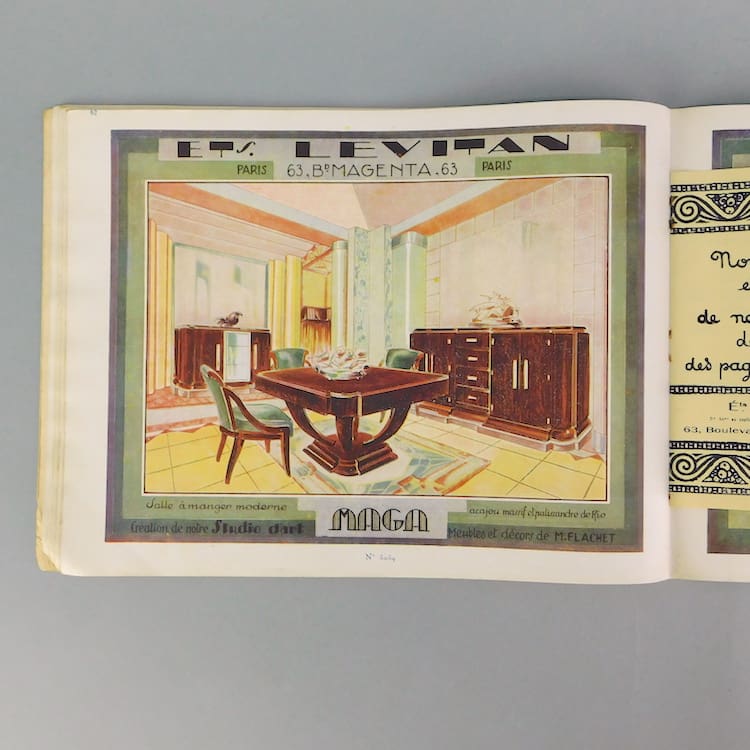 ETS. LEVITAN
PARIS 63, BD MAGENTA. 63 PARIS
Salle à manger moderne
acajou massif et palissandre de Rio
Création de notre Studio d'art
MAGA
Meubles et décors de M. FLACHET
No
e
de no
d
des pag
Éts
63, Bouleva